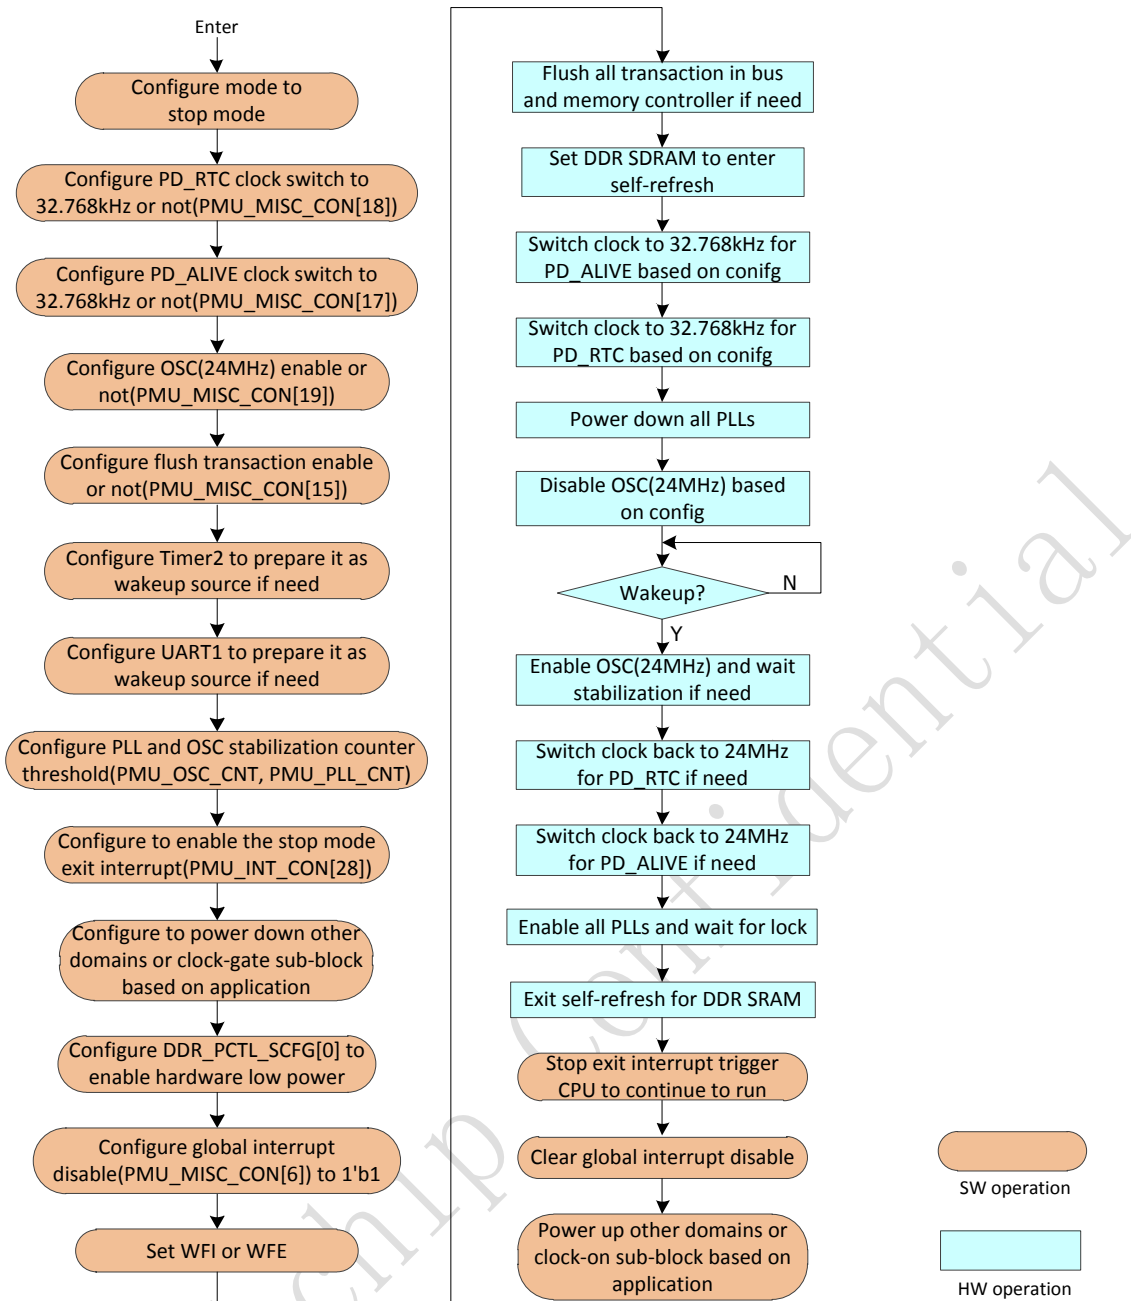 Enter
Configure mode to
stop mode
Configure PD_RTC clock switch to
32.768kHz or not(PMU_MISC_CON[18])
Configure PD_ALIVE clock switch to
32.768kHz or not(PMU_MISC_CON[17])
Configure OSC(24MHz) enable or
not(PMU_MISC_CON[19])
Configure flush transaction enable
or not(PMU_MISC_CON[15])
Configure Timer2 to prepare it as
wakeup source if need
Configure UART1 to prepare it as
wakeup source if need
Configure PLL and OSC stabilization counter
threshold(PMU_OSC_CNT, PMU_PLL_CNT)
Configure to enable the stop mode
exit interrupt(PMU_INT_CON[28])
Configure to power down other
domains or clock-gate sub-block
based on application
Configure DDR_PCTL_SCFG[0] to
enable hardware low power
Configure global interrupt
disable(PMU_MISC_CON[6]) to 1'b1
Set WFI or WFE
Flush all transaction in bus
and memory controller if need
Set DDR SDRAM to enter
self-refresh
Switch clock to 32.768kHz for
PD_ALIVE based on conifg
Switch clock to 32.768kHz for
PD_RTC based on conifg
Power down all PLLs
Disable OSC(24MHz) based
on config
Wakeup?
N
Y
Enable OSC(24MHz) and wait
stabilization if need
Switch clock back to 24MHz
for PD_RTC if need
Switch clock back to 24MHz
for PD_ALIVE if need
Enable all PLLs and wait for lock
Exit self-refresh for DDR SRAM
Stop exit interrupt trigger
CPU to continue to run
Clear global interrupt disable
Power up other domains or
clock-on sub-block based on
application
SW operation
HW operation
chip Confidential